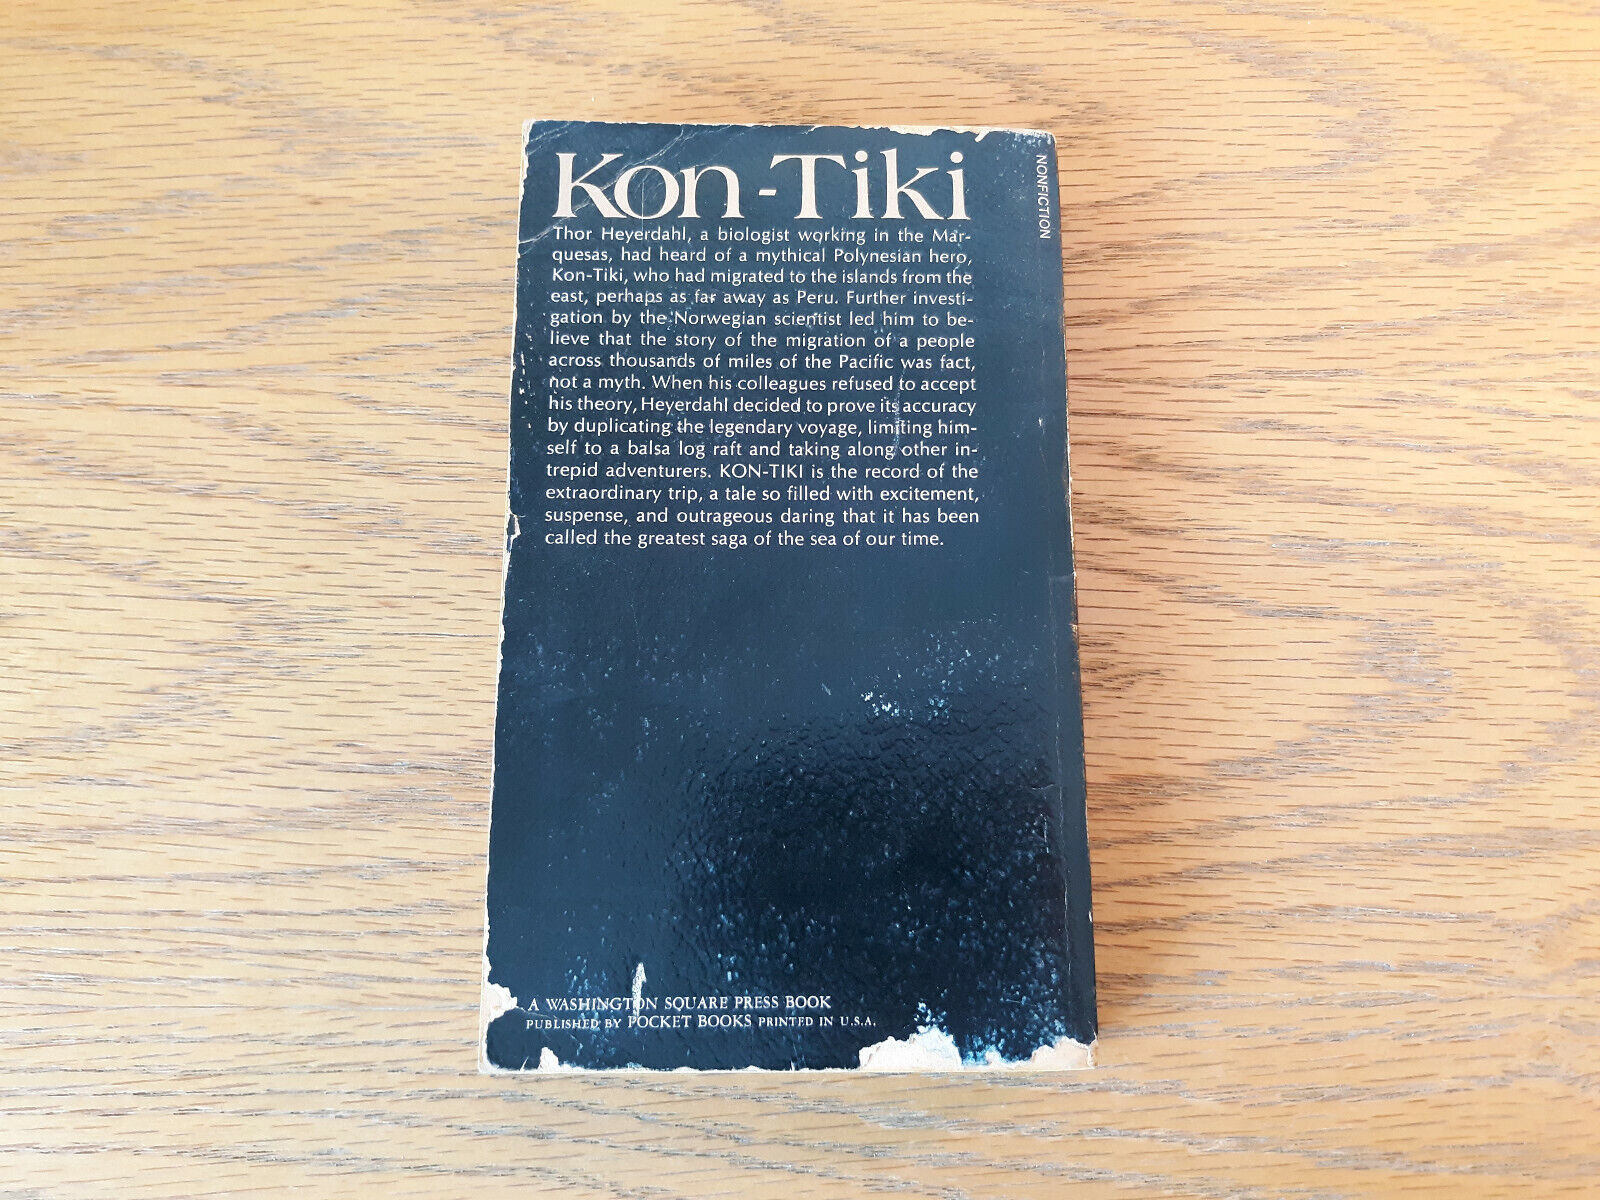 Kon-Tiki
NONFICTION
Thor Heyerdahl, a biologist working in the Mar-
quesas, had heard of a mythical Polynesian hero,
Kon-Tiki, who had migrated to the islands from the
east, perhaps as far away as Peru. Further investi-
gation by the Norwegian scientist led him to be-
lieve that the story of the migration of a people
across thousands of miles of the Pacific was fact,
not a myth. When his colleagues refused to accept
his theory, Heyerdahl decided to prove its accuracy
by duplicating the legendary voyage, limiting him-
self to a balsa log raft and taking along other in-
trepid adventurers. KON-TIKI is the record of the
extraordinary trip, a tale so filled with excitement,
suspense, and outrageous daring that it has been
called the greatest saga of the sea of our time.
A WASHINGTON SQUARE PRESS BOOK
PUBLISHED BY POCKET BOOKS PRINTED IN U.S.A.